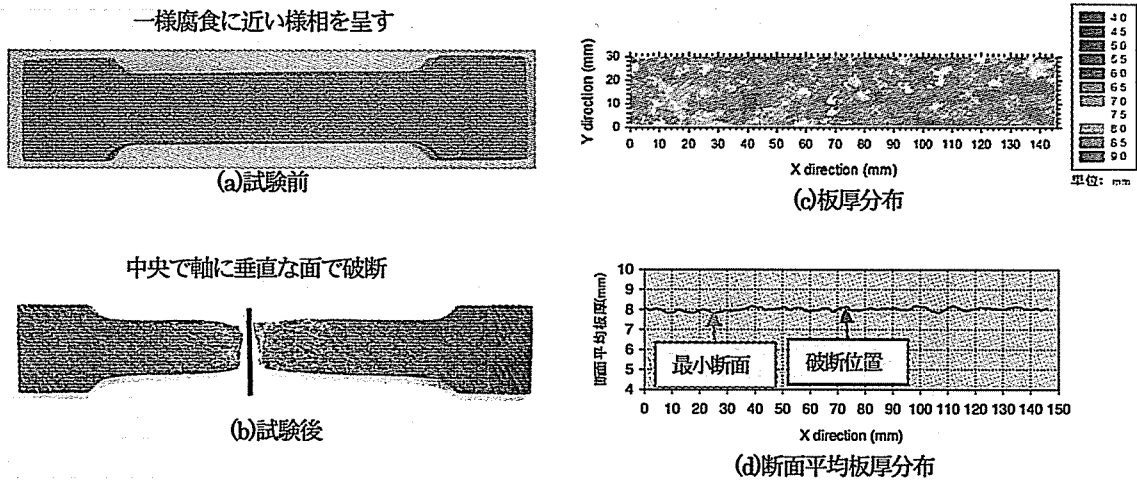 一様腐食に近い様相を呈す
(a)試験前
中央で軸に垂直な面で破断
(b)試験後
Y direction (mm)
30
20
10
0
0 10 20 30 40 50 60 70 80 90 100 110 120 130 140
X direction (mm)
(c)板厚分布
40
45
50
55
60
65
70
75
80
85
90
単位: mm
断面平均板厚(mm)
10
9
8
7
6
5
4
最小断面
破断位置
0 10 20 30 40 50 60 70 80 90 100 110 120 130 140 150
X direction (mm)
(d)断面平均板厚分布